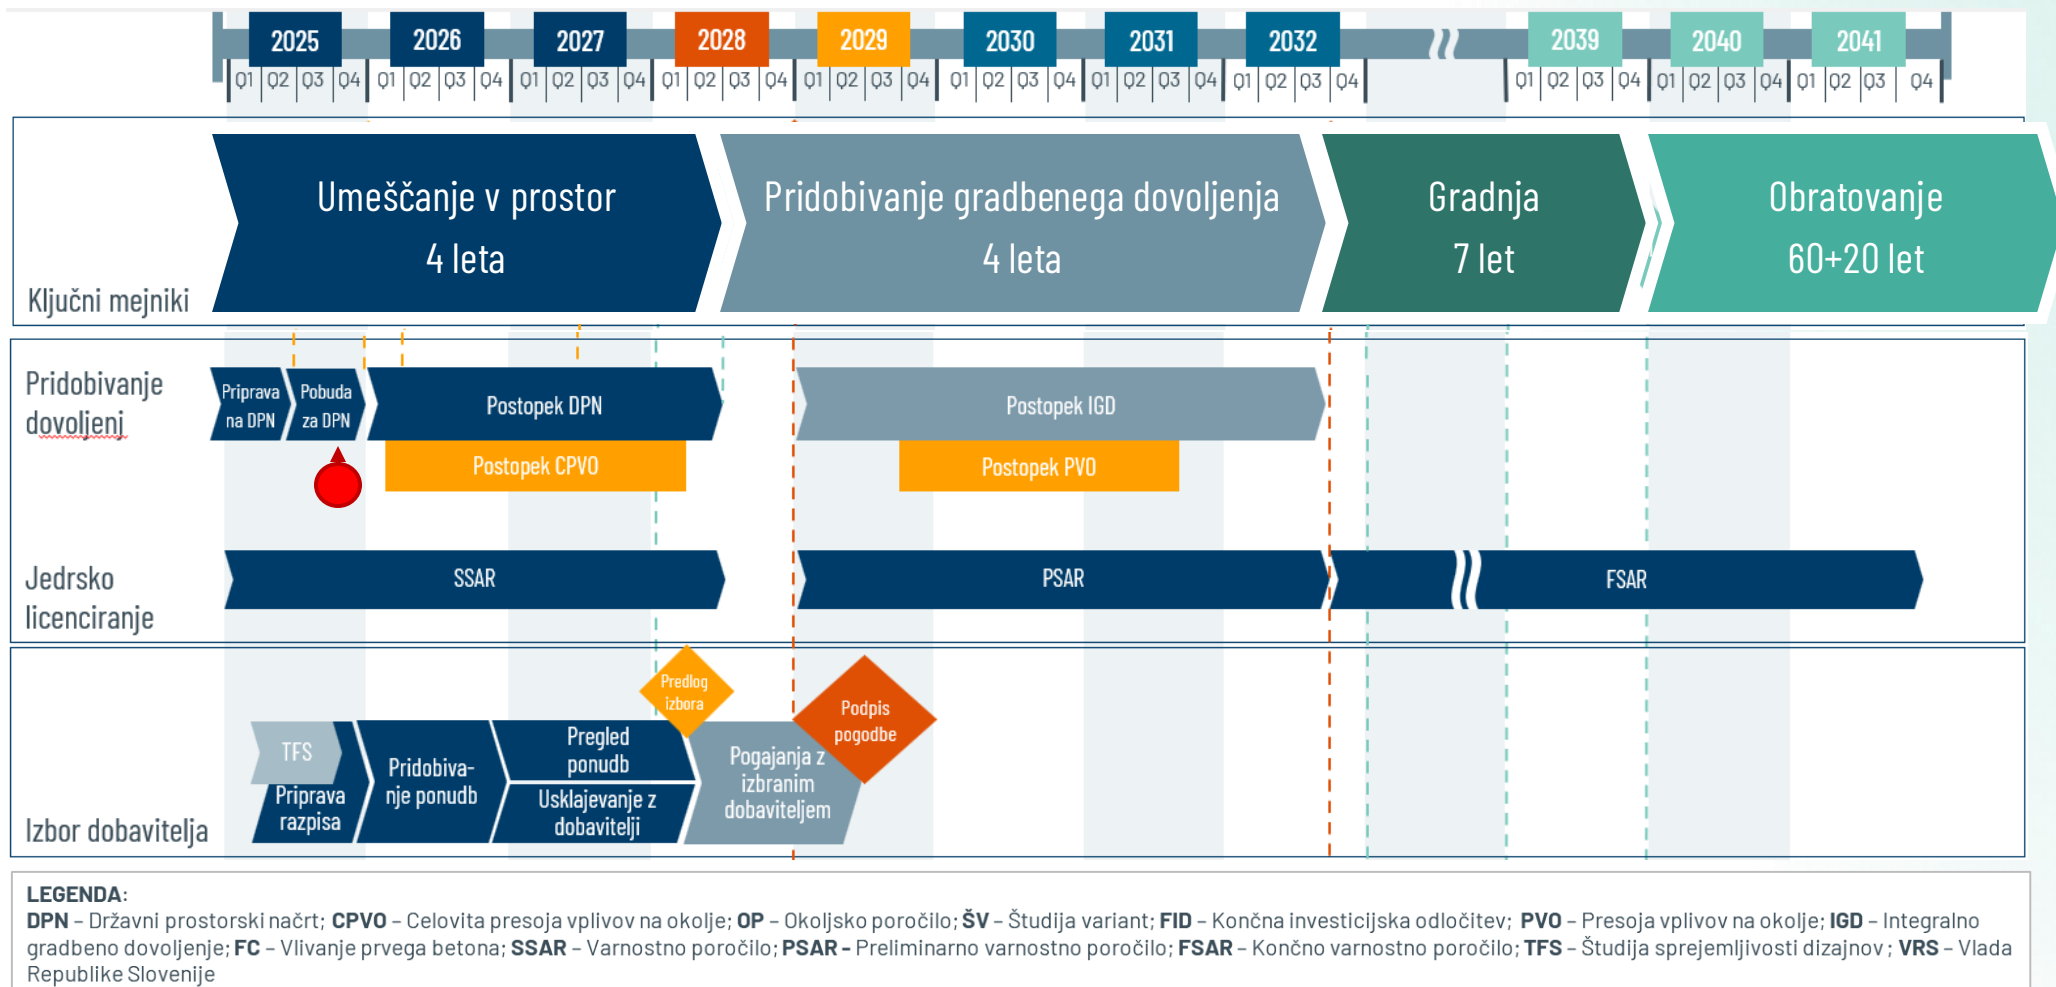 2025 2026 2027 2028 2029 2030 2031 2032 2039 2040 2041
Q1 Q2 Q3 Q4 Q1 Q2 Q3 Q4 Q1 Q2 Q3 Q4 Q1 Q2 Q3 Q4 Q1 Q2 Q3 Q4 Q1 Q2 Q3 Q4 Q1 Q2 Q3 Q4 Q1 Q2 Q3 Q4 Q1 Q2 Q3 Q4 Q1 Q2 Q3 Q4 Q1 Q2 Q3 Q4
Ključni mejniki
Umeščanje v prostor
4 leta
Pridobivanje gradbenega dovoljenja
4 leta
Gradnja
7 let
Obratovanje
60+20 let
Pridobivanje
dovoljenj
Priprava
na DPN
Pobuda
za DPN
Postopek DPN
Postopek IGD
Postopek CPVO
Postopek PVO
Jedrsko
licenciranje
SSAR
PSAR
FSAR
Izbor dobavitelja
TFS
Priprava
razpisa
Pridobiva-
nje ponudb
Pregled
ponudb
Usklajevanje z
dobavitelji
Predlog
izbora
Pogajanja z
izbranim
dobaviteljem
Podpis
pogodbe
LEGENDA:
DPN – Državni prostorski načrt; CPVO – Celovita presoja vplivov na okolje; OP – Okoljsko poročilo; ŠV – Študija variant; FID – Končna investicijska odločitev; PVO – Presoja vplivov na okolje; IGD – Integralno
gradbeno dovoljenje; FC – Vlivanje prvega betona; SSAR – Varnostno poročilo; PSAR - Preliminarno varnostno poročilo; FSAR – Končno varnostno poročilo; TFS – Študija sprejemljivosti dizajnov ; VRS – Vlada
Republike Slovenije